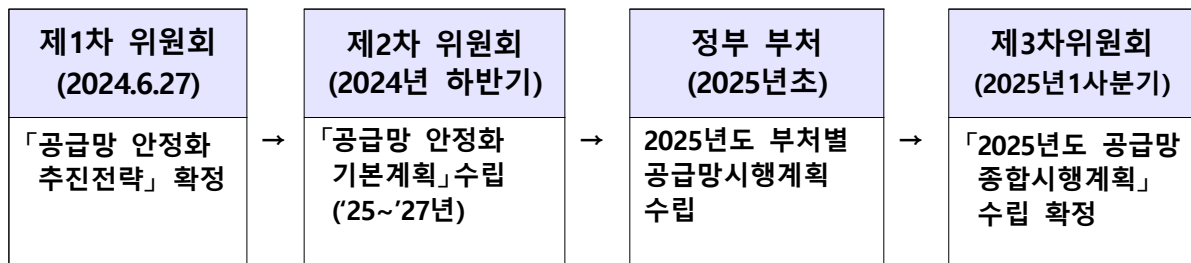 제1차 위원회
(2024.6.27)
「공급망 안정화
추진전략」 확정
→
제2차 위원회
(2024년 하반기)
「공급망 안정화
기본계획」수립
(‘25~’27년)
→
정부 부처
(2025년초)
2025년도 부처별
공급망시행계획
수립
→
제3차위원회
(2025년1사분기)
「2025년도 공급망
종합시행계획」
수립 확정